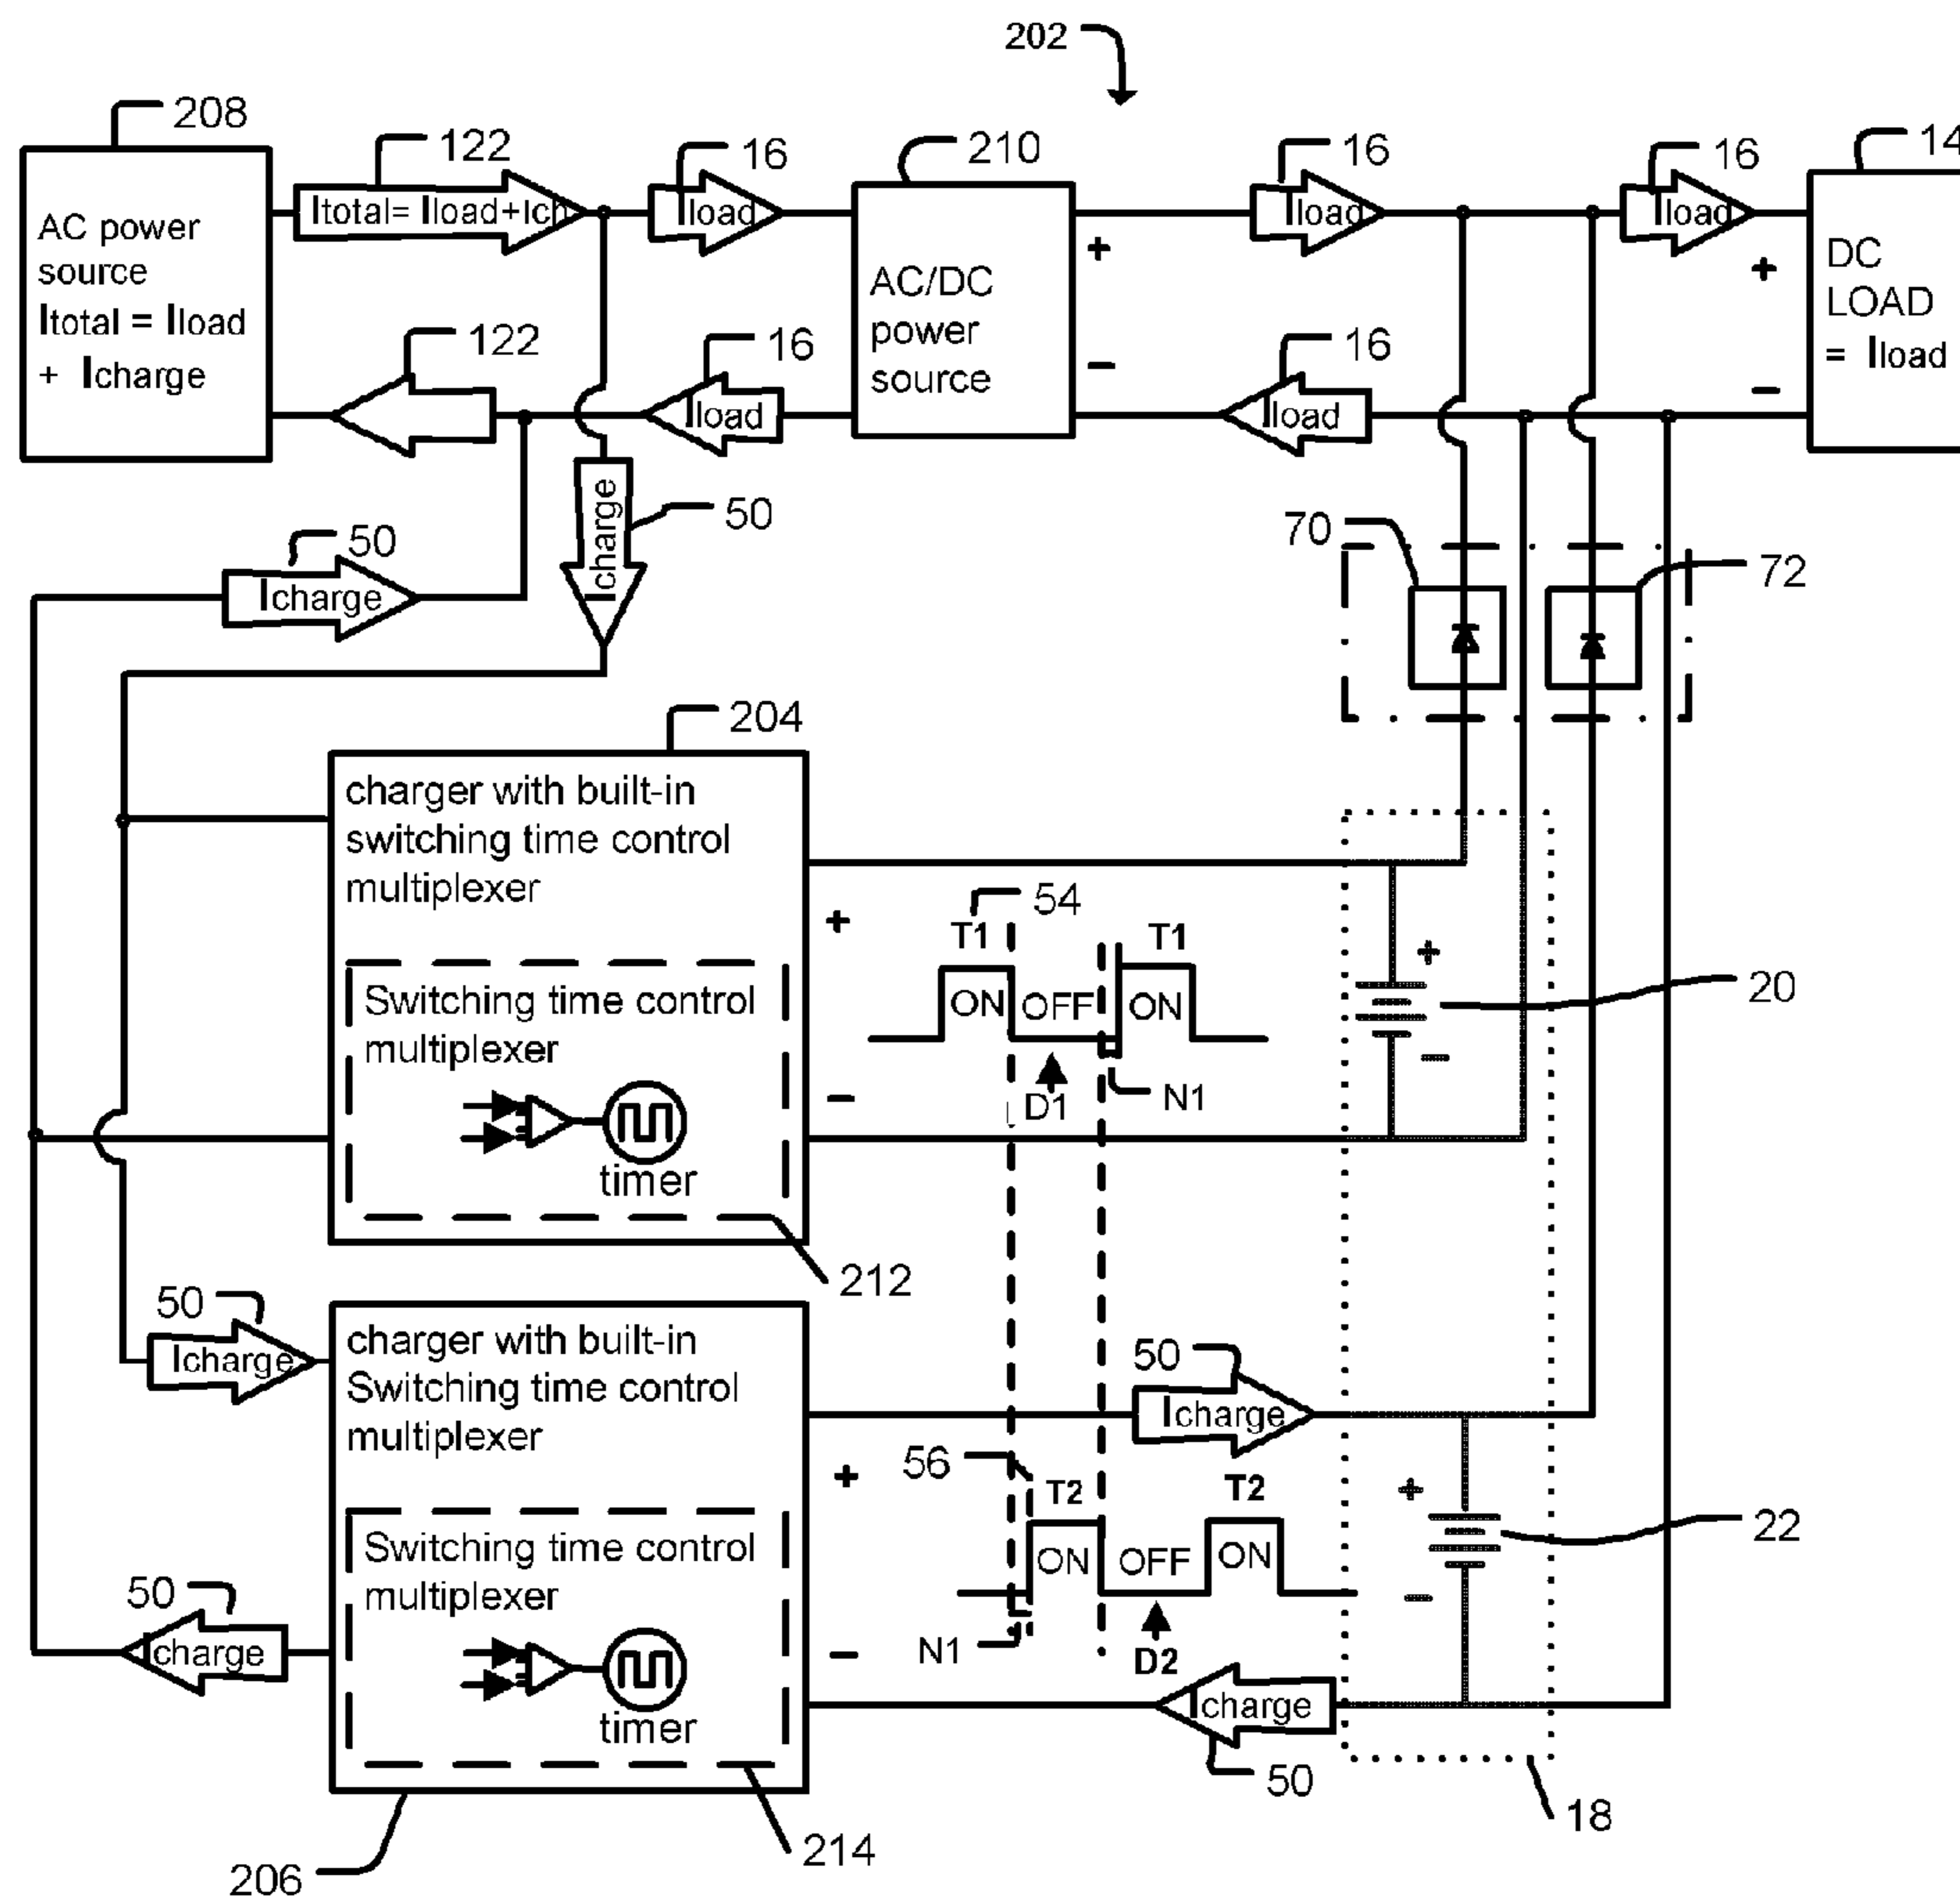 202
208
122
16
210
16
16
14
AC power
source
Itotal = Iload
+ Icharge
Itotal= Iload+Ich
Iload
AC/DC
power
source
+
−
Iload
Iload
DC
LOAD
= Iload
+
−
122
16
Iload
16
Iload
50
Icharge
50
Icharge
70
72
204
charger with built-in
switching time control
multiplexer
Switching time control
multiplexer
timer
212
+
−
54
T1
T1
ON
OFF
ON
D1
N1
+
−
20
50
Icharge
charger with built-in
Switching time control
multiplexer
Switching time control
multiplexer
timer
214
206
50
Icharge
50
Icharge
+
−
56
T2
T2
ON
OFF
ON
N1
D2
+
−
22
Icharge
50
18